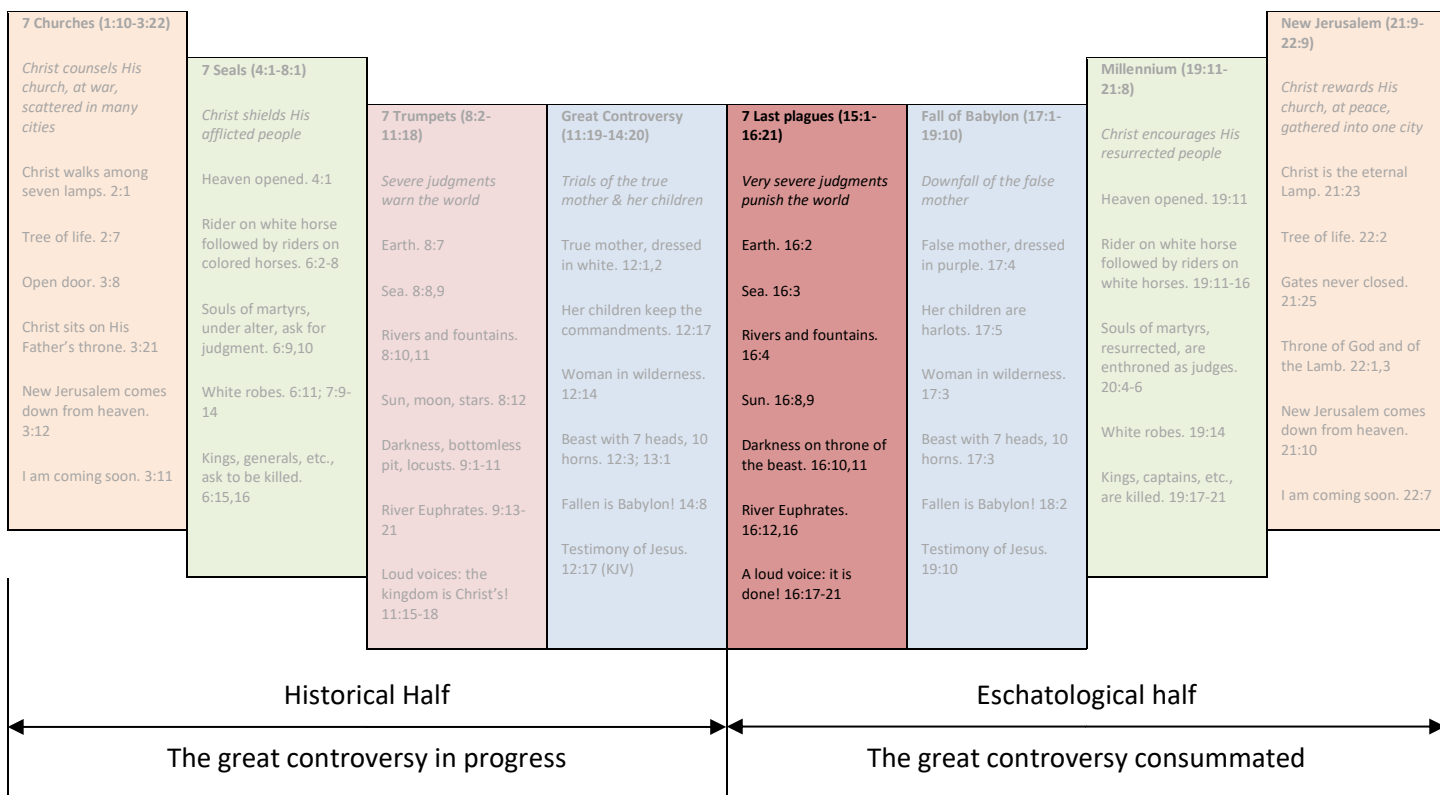 7 Churches (1:10-3:22)
Christ counsels His
church, at war,
scattered in many
cities
Christ walks among
seven lamps. 2:1
Tree of life. 2:7
Open door. 3:8
Christ sits on His
Father's throne. 3:21
New Jerusalem comes
down from heaven.
3:12
I am coming soon. 3:11
7 Seals (4:1-8:1)
Christ shields His
afflicted people
Heaven opened. 4:1
Rider on white horse
followed by riders on
colored horses. 6:2-8
Souls of martyrs,
under alter, ask for
judgment. 6:9,10
White robes. 6:11; 7:9-
14
Kings, generals, etc.,
ask to be killed.
6:15,16
7 Trumpets (8:2-
11:18)
Severe judgments
warn the world
Earth. 8:7
Sea. 8:8,9
Rivers and fountains.
8:10,11
Sun, moon, stars. 8:12
Darkness, bottomless
pit, locusts. 9:1-11
River Euphrates. 9:13-
21
Loud voices: the
kingdom is Christ's!
11:15-18
Great Controversy
(11:19-14:20)
Trials of the true
mother & her children
True mother, dressed
in white. 12:1,2
Her children keep the
commandments. 12:17
Woman in wilderness.
12:14
Beast with 7 heads, 10
horns. 12:3; 13:1
Fallen is Babylon! 14:8
Testimony of Jesus.
12:17 (KJV)
7 Last plagues (15:1-
16:21)
Very severe judgments
punish the world
Earth. 16:2
Sea. 16:3
Rivers and fountains.
16:4
Sun. 16:8,9
Darkness on throne of
the beast. 16:10,11
River Euphrates.
16:12,16
A loud voice: it is
done! 16:17-21
Fall of Babylon (17:1-
19:10)
Downfall of the false
mother
False mother, dressed
in purple. 17:4
Her children are
harlots. 17:5
Woman in wilderness.
17:3
Beast with 7 heads, 10
horns. 17:3
Fallen is Babylon! 18:2
Testimony of Jesus.
19:10
Millennium (19:11-
21:8)
Christ encourages His
resurrected people
Heaven opened. 19:11
Rider on white horse
followed by riders on
white horses. 19:11-16
Souls of martyrs,
resurrected, are
enthroned as judges.
20:4-6
White robes. 19:14
Kings, captains, etc.,
are killed. 19:17-21
New Jerusalem (21:9-
22:9)
Christ rewards His
church, at peace,
gathered into one city
Christ is the eternal
Lamp. 21:23
Tree of life. 22:2
Gates never closed.
21:25
Throne of God and of
the Lamb. 22:1,3
New Jerusalem comes
down from heaven.
21:10
I am coming soon. 22:7
Historical Half
The great controversy in progress
Eschatological half
The great controversy consummated